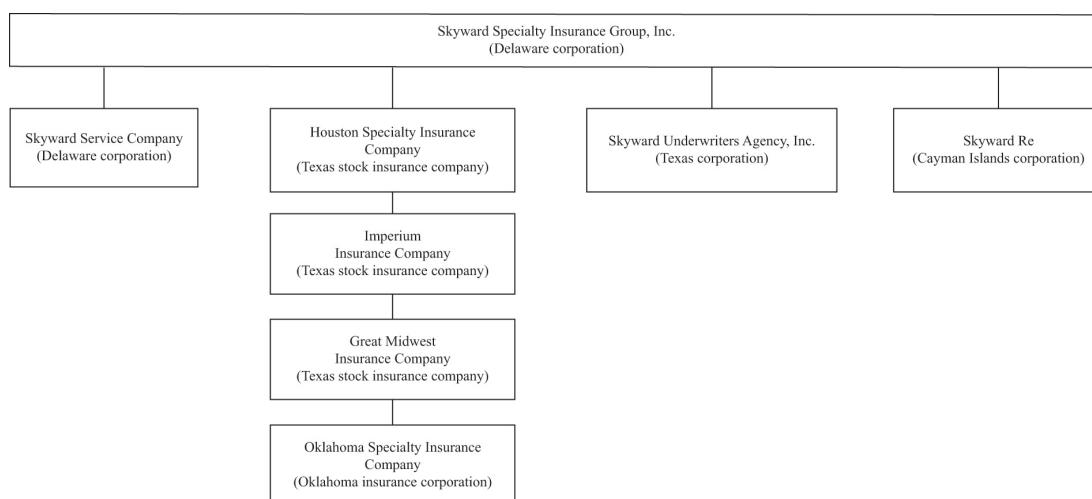 Skyward Specialty Insurance Group, Inc.
(Delaware corporation)
Skyward Service Company
(Delaware corporation)
Houston Specialty Insurance
Company
(Texas stock insurance company)
Skyward Underwriters Agency, Inc.
(Texas corporation)
Skyward Re
(Cayman Islands corporation)
Imperium
Insurance Company
(Texas stock insurance company)
Great Midwest
Insurance Company
(Texas stock insurance company)
Oklahoma Specialty Insurance
Company
(Oklahoma insurance corporation)